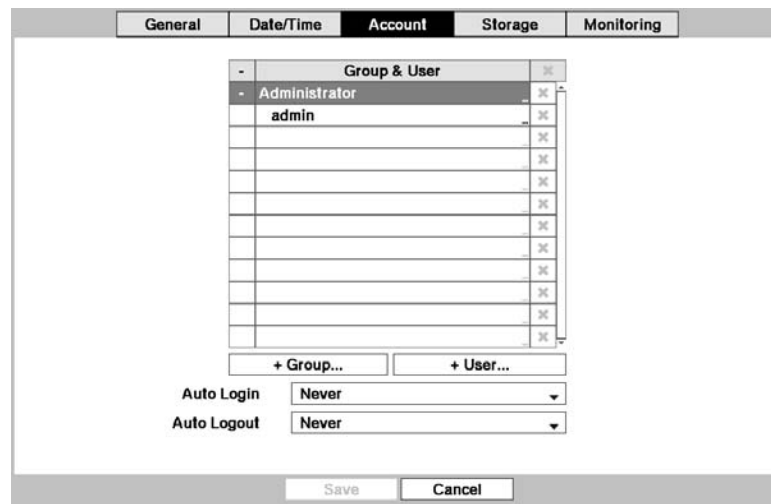 General Date/Time Account Storage Monitoring
- Group & User ×
- Administrator ... ×
admin ... ×
... ×
... ×
... ×
... ×
... ×
... ×
... ×
... ×
... ×
... ×
+ Group... + User...
Auto Login Never
Auto Logout Never
Save Cancel